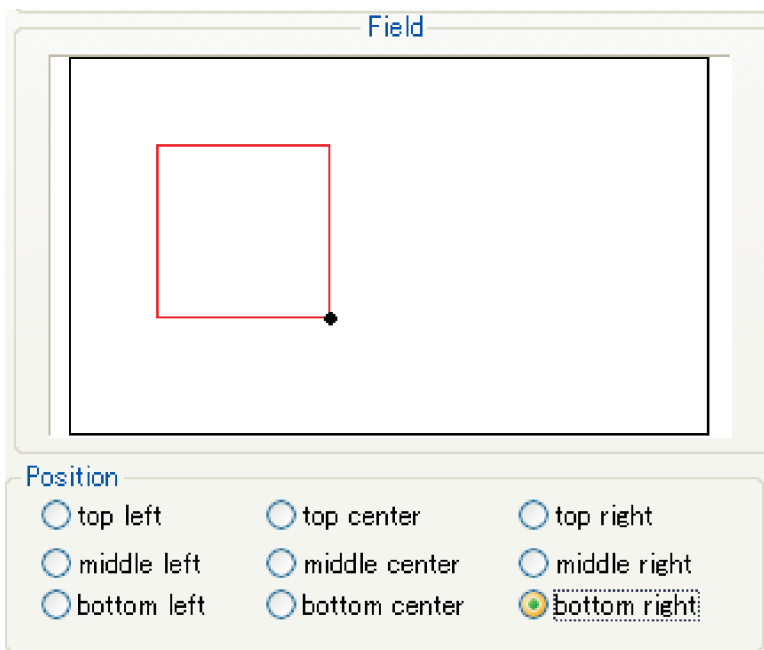 Field
Position
top left top center top right
middle left middle center middle right
bottom left bottom center bottom right